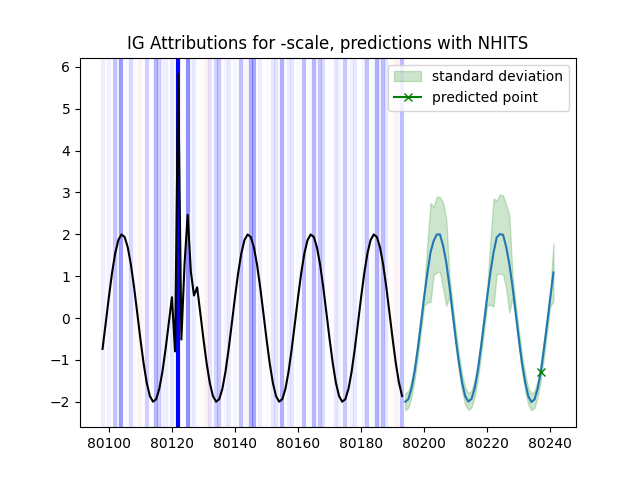 IG Attributions for -scale, predictions with NHITS
standard deviation
predicted point
6
5
4
3
2
1
0
−1
−2
80100 80120 80140 80160 80180 80200 80220 80240